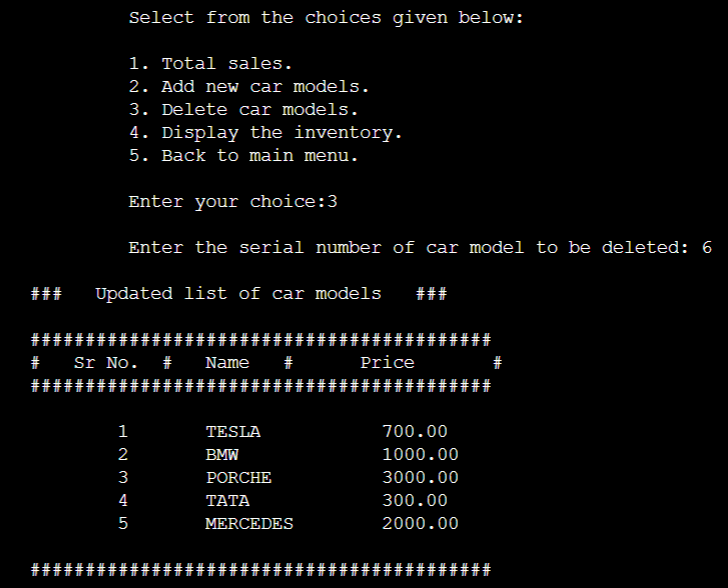 Select from the choices given below:
1. Total sales.
2. Add new car models.
3. Delete car models.
4. Display the inventory.
5. Back to main menu.
Enter your choice:3
Enter the serial number of car model to be deleted: 6
### Updated list of car models ###
##########################################
# Sr No. # Name # Price #
##########################################
1 TESLA 700.00
2 BMW 1000.00
3 PORCHE 3000.00
4 TATA 300.00
5 MERCEDES 2000.00
##########################################